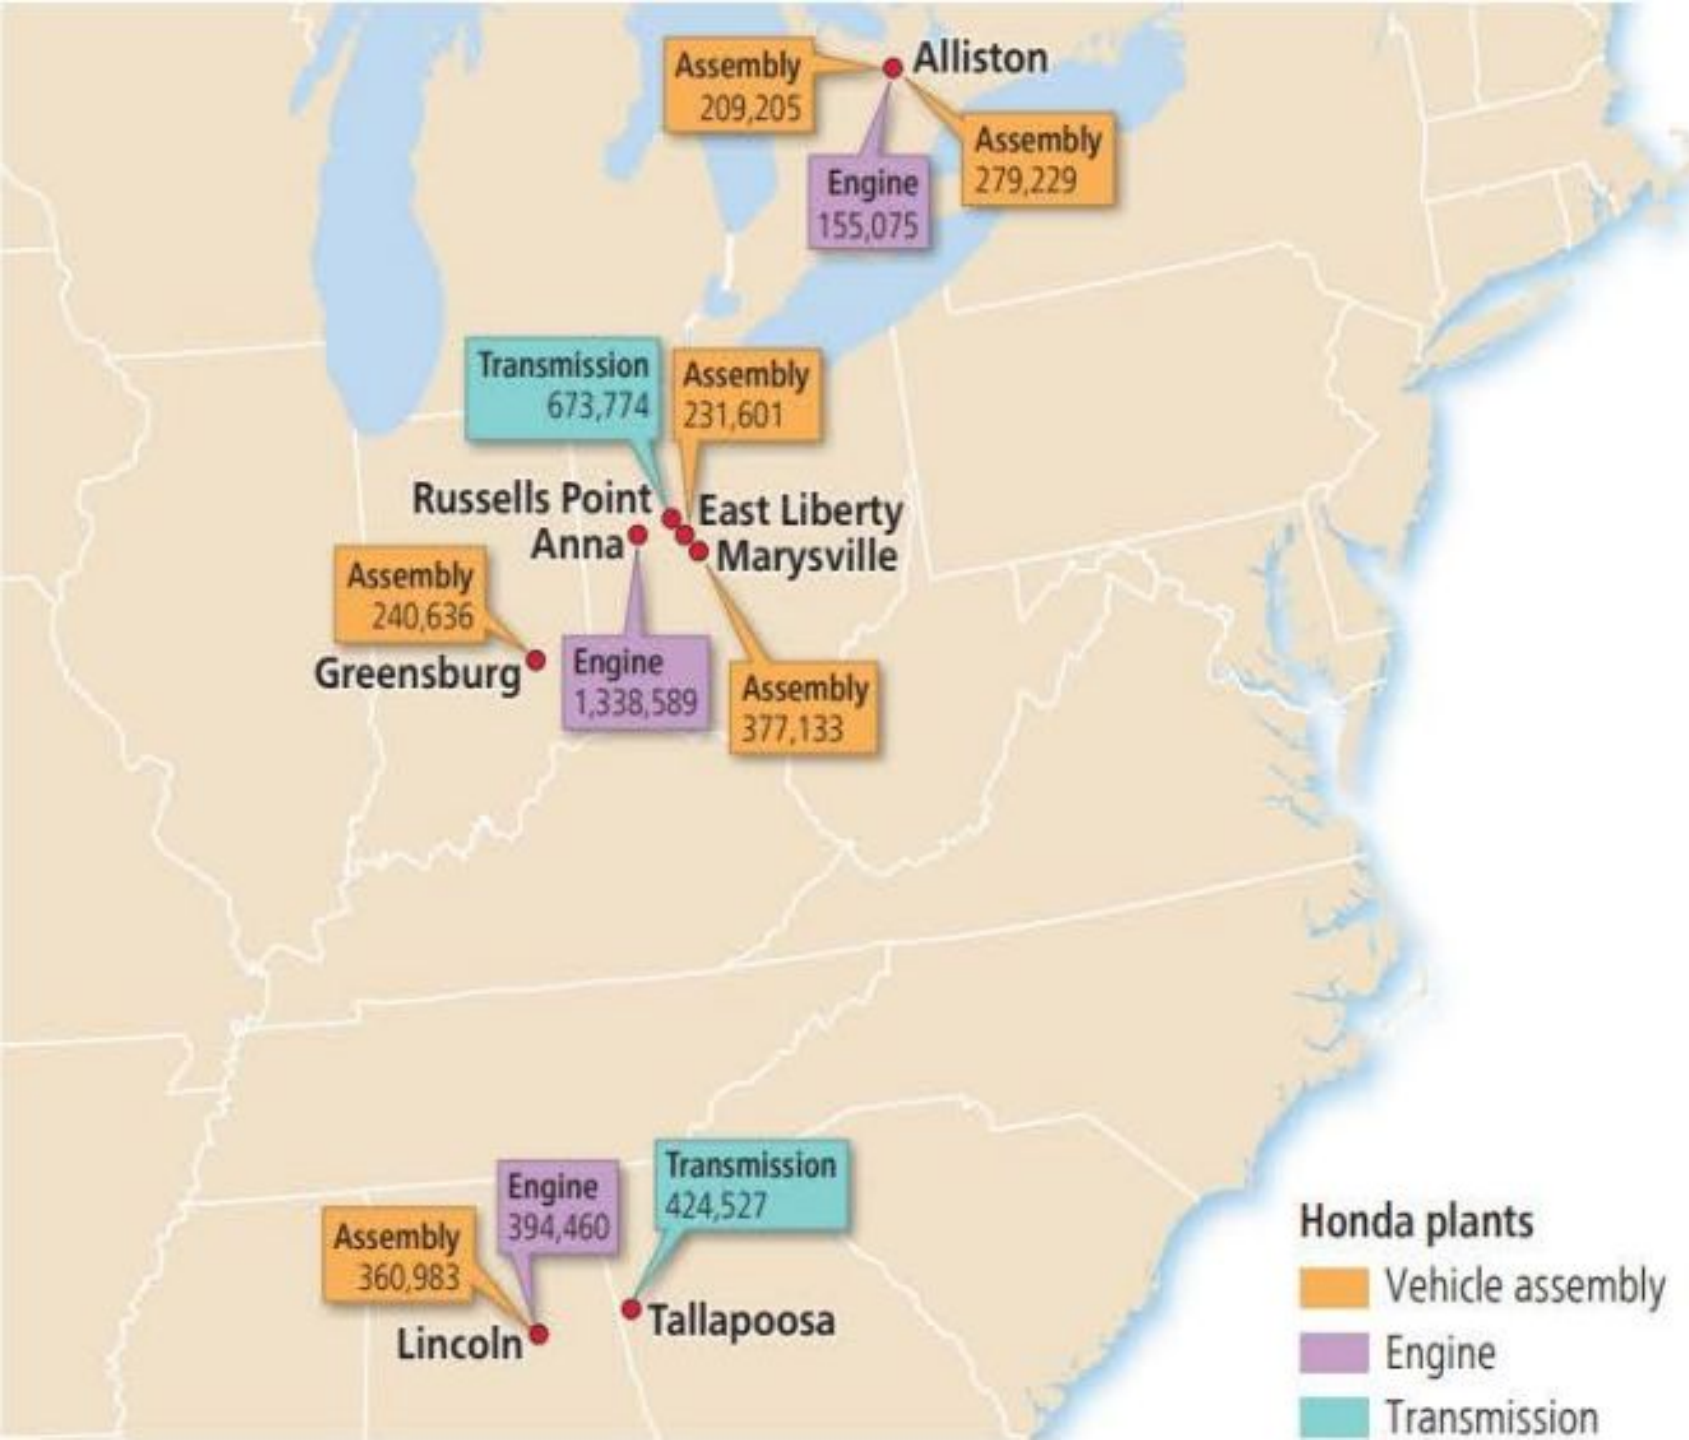 Assembly
209,205
Alliston
Assembly
279,229
Engine
155,075
Transmission
673,774
Assembly
231,601
Russells Point
East Liberty
Anna
Marysville
Assembly
240,636
Greensburg
Engine
1,338,589
Assembly
377,133
Assembly
360,983
Engine
394,460
Transmission
424,527
Lincoln
Tallapoosa
Honda plants
Vehicle assembly
Engine
Transmission